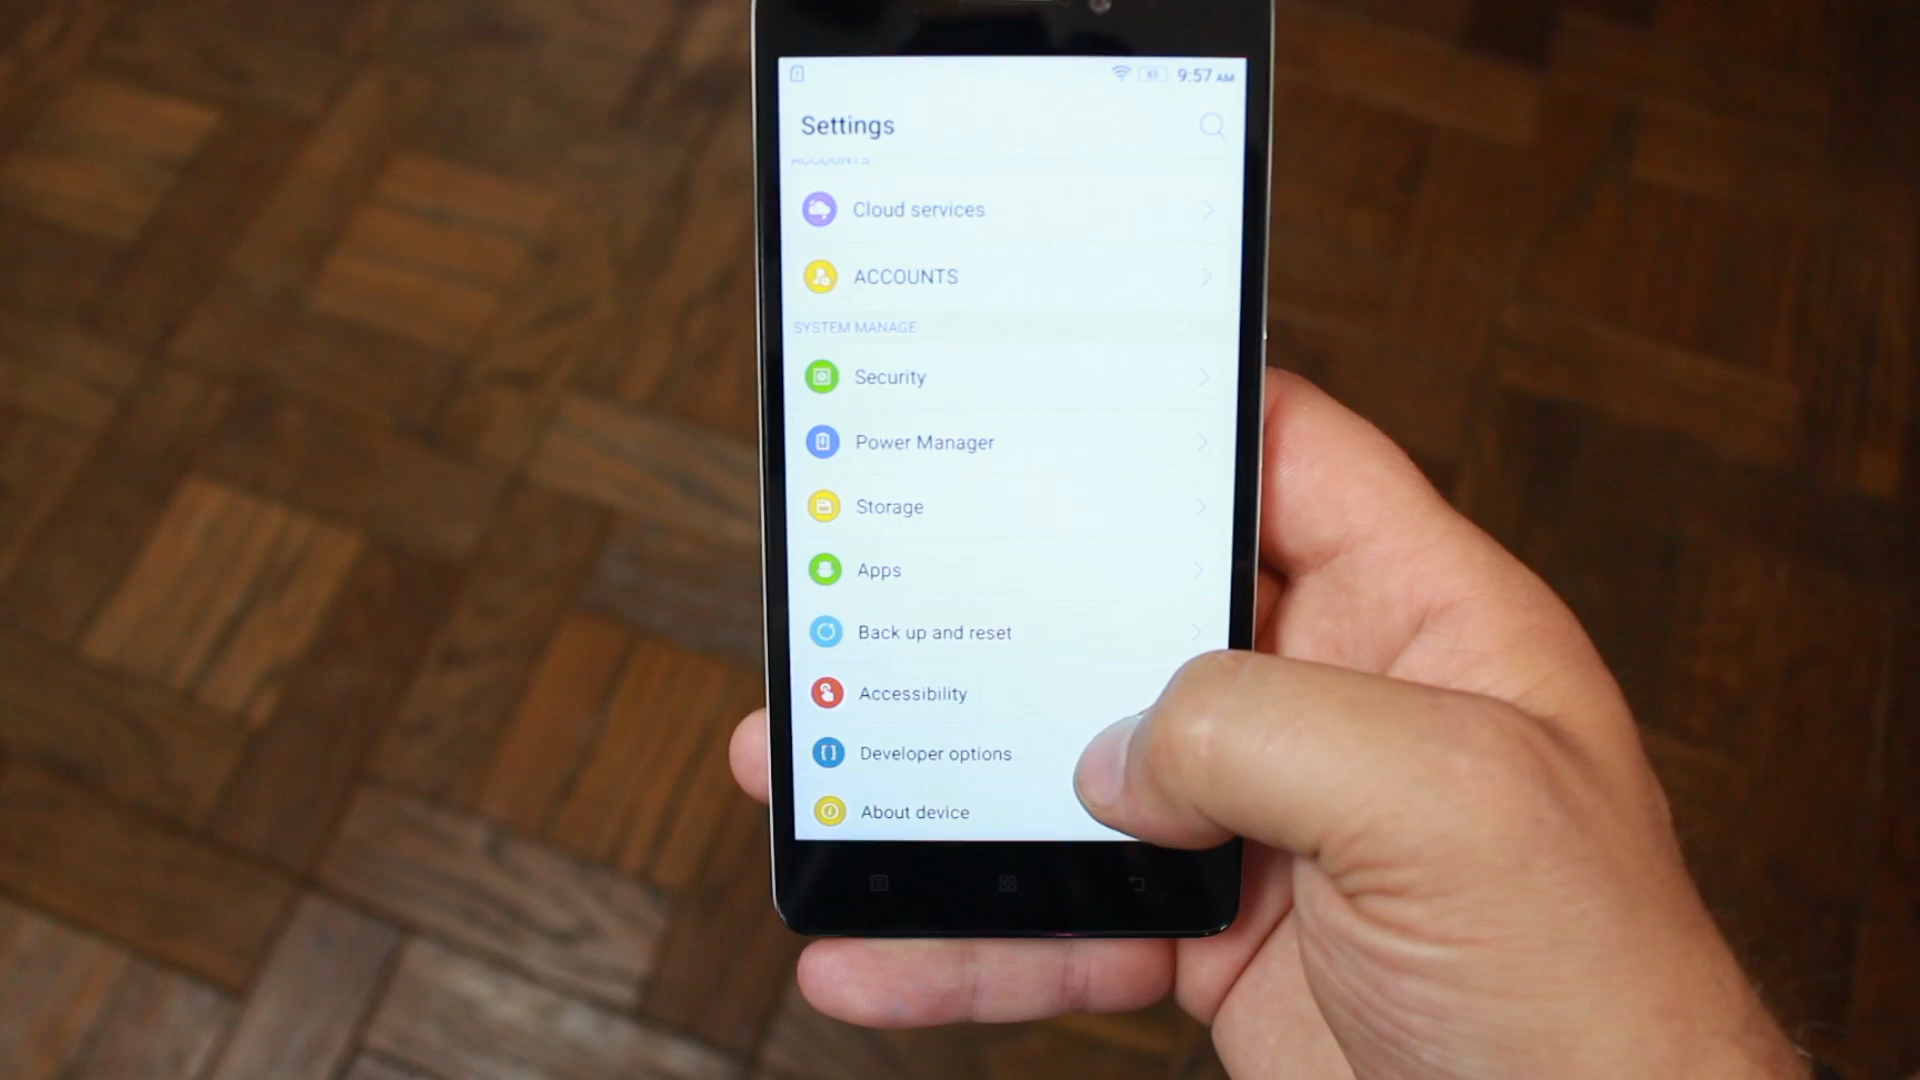 9:57 AM
Settings
ACCOUNTS
Cloud services
ACCOUNTS
SYSTEM MANAGE
Security
Power Manager
Storage
Apps
Back up and reset
Accessibility
Developer options
About device